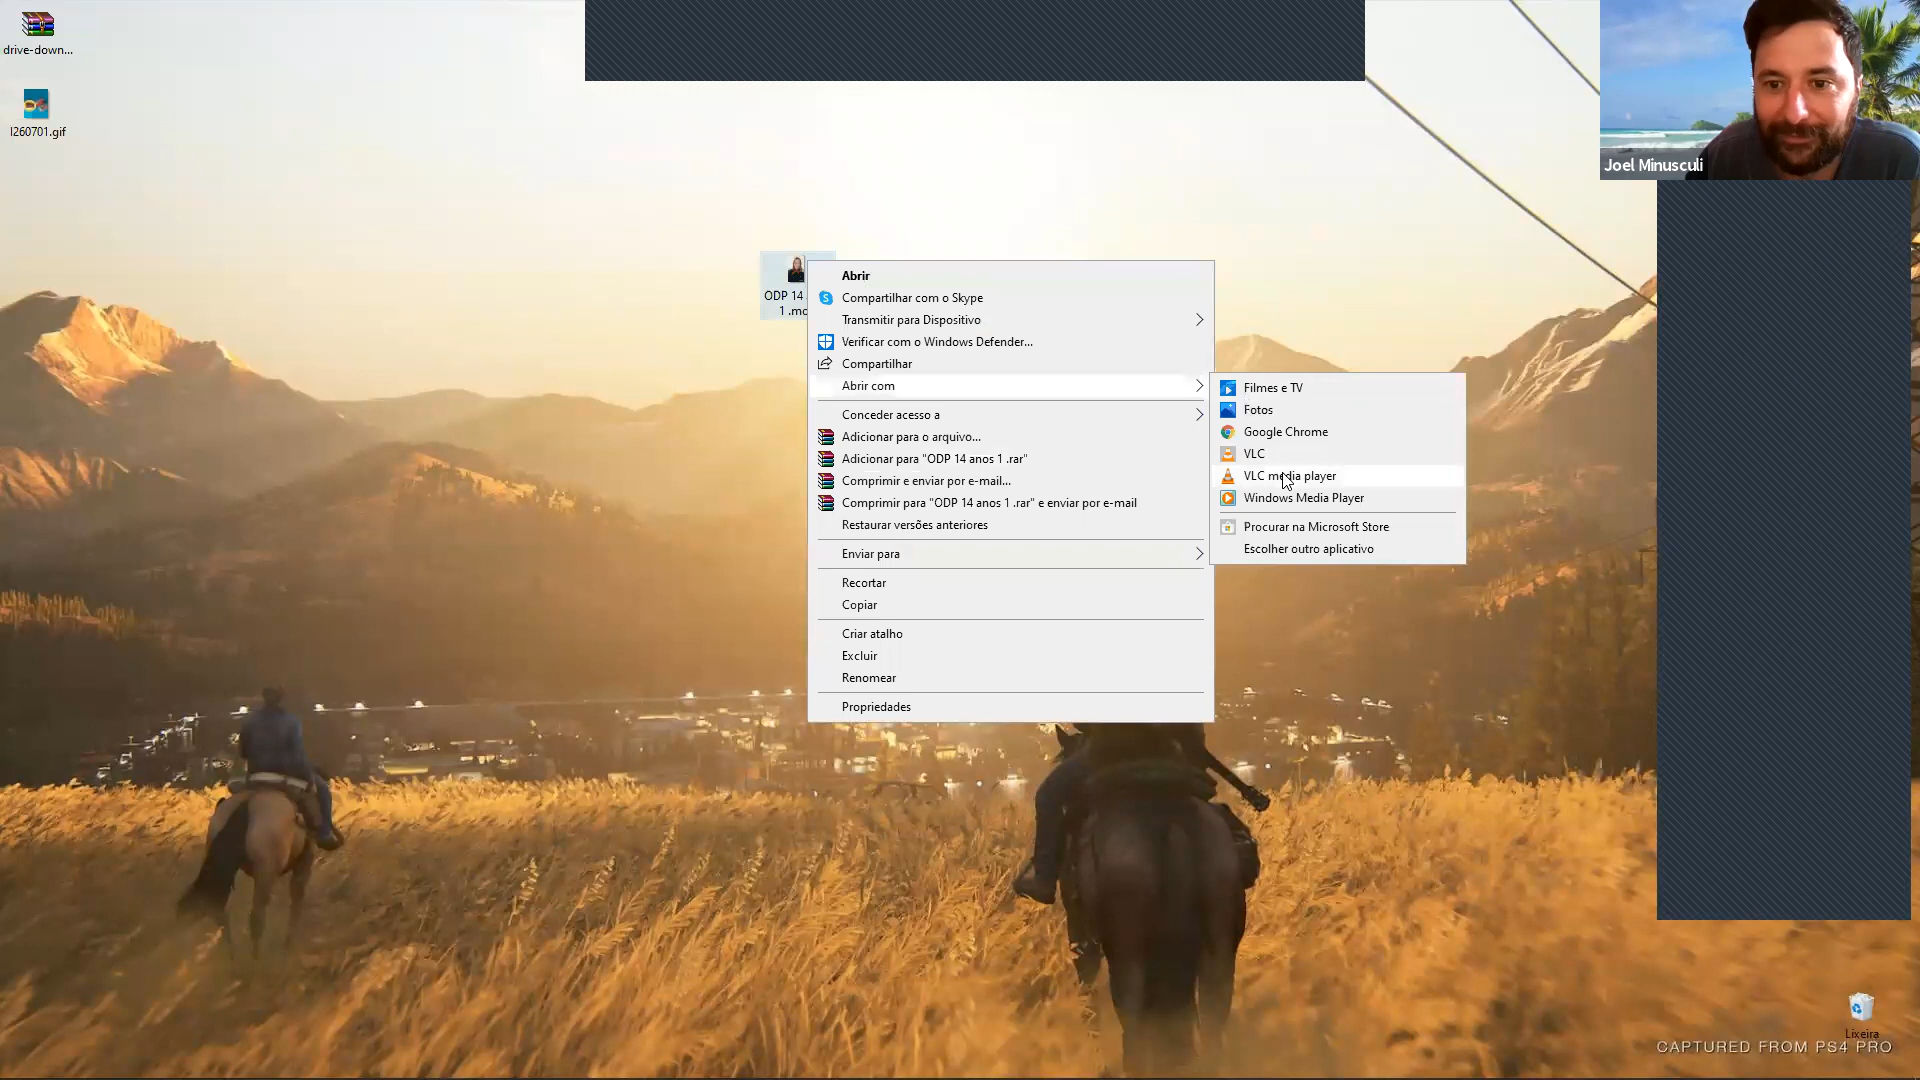 drive-down...
l260701.gif
Joel Minusculi
ODP 14
1 .mo
Abrir
Compartilhar com o Skype
Transmitir para Dispositivo
Verificar com o Windows Defender...
Compartilhar
Abrir com
Conceder acesso a
Adicionar para o arquivo...
Adicionar para "ODP 14 anos 1 .rar"
Comprimir e enviar por e-mail...
Comprimir para "ODP 14 anos 1 .rar" e enviar por e-mail
Restaurar versões anteriores
Enviar para
Recortar
Copiar
Criar atalho
Excluir
Renomear
Propriedades
Filmes e TV
Fotos
Google Chrome
VLC
VLC media player
Windows Media Player
Procurar na Microsoft Store
Escolher outro aplicativo
Lixeira
CAPTURED FROM PS4 PRO